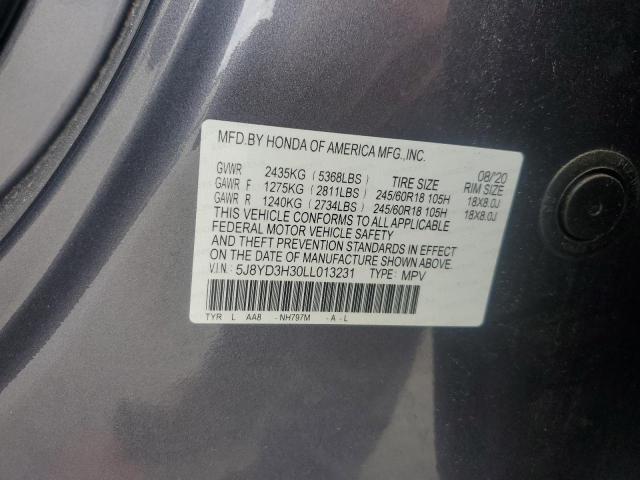 MFD.BY HONDA OF AMERICA MFG.,INC.
08/'20
GVWR 2435KG (5368LBS) TIRE SIZE RIM SIZE
GAWR F 1275KG (2811LBS) 245/60R18 105H 18X8.0J
GAWR R 1240KG (2734LBS) 245/60R18 105H 18X8.0J
THIS VEHICLE CONFORMS TO ALL APPLICABLE
FEDERAL MOTOR VEHICLE SAFETY
AND THEFT PREVENTION STANDARDS IN EFFECT
ON THE DATE OF MANUFACTURE SHOWN ABOVE.
V.I.N: 5J8YD3H30LL013231 TYPE: MPV
TYR L AA8 -NH797M -A-L